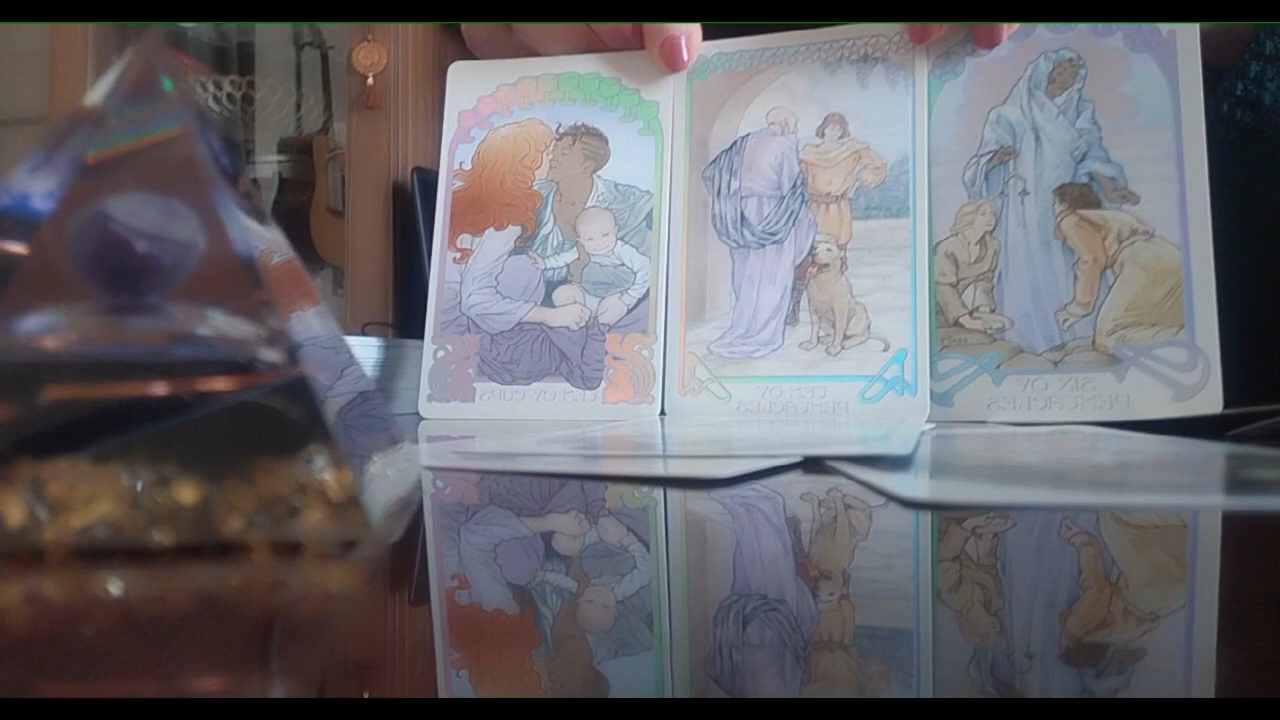 TEN OF CUPS
TEN OF
PENTACLES
SIX OF
PENTACLES